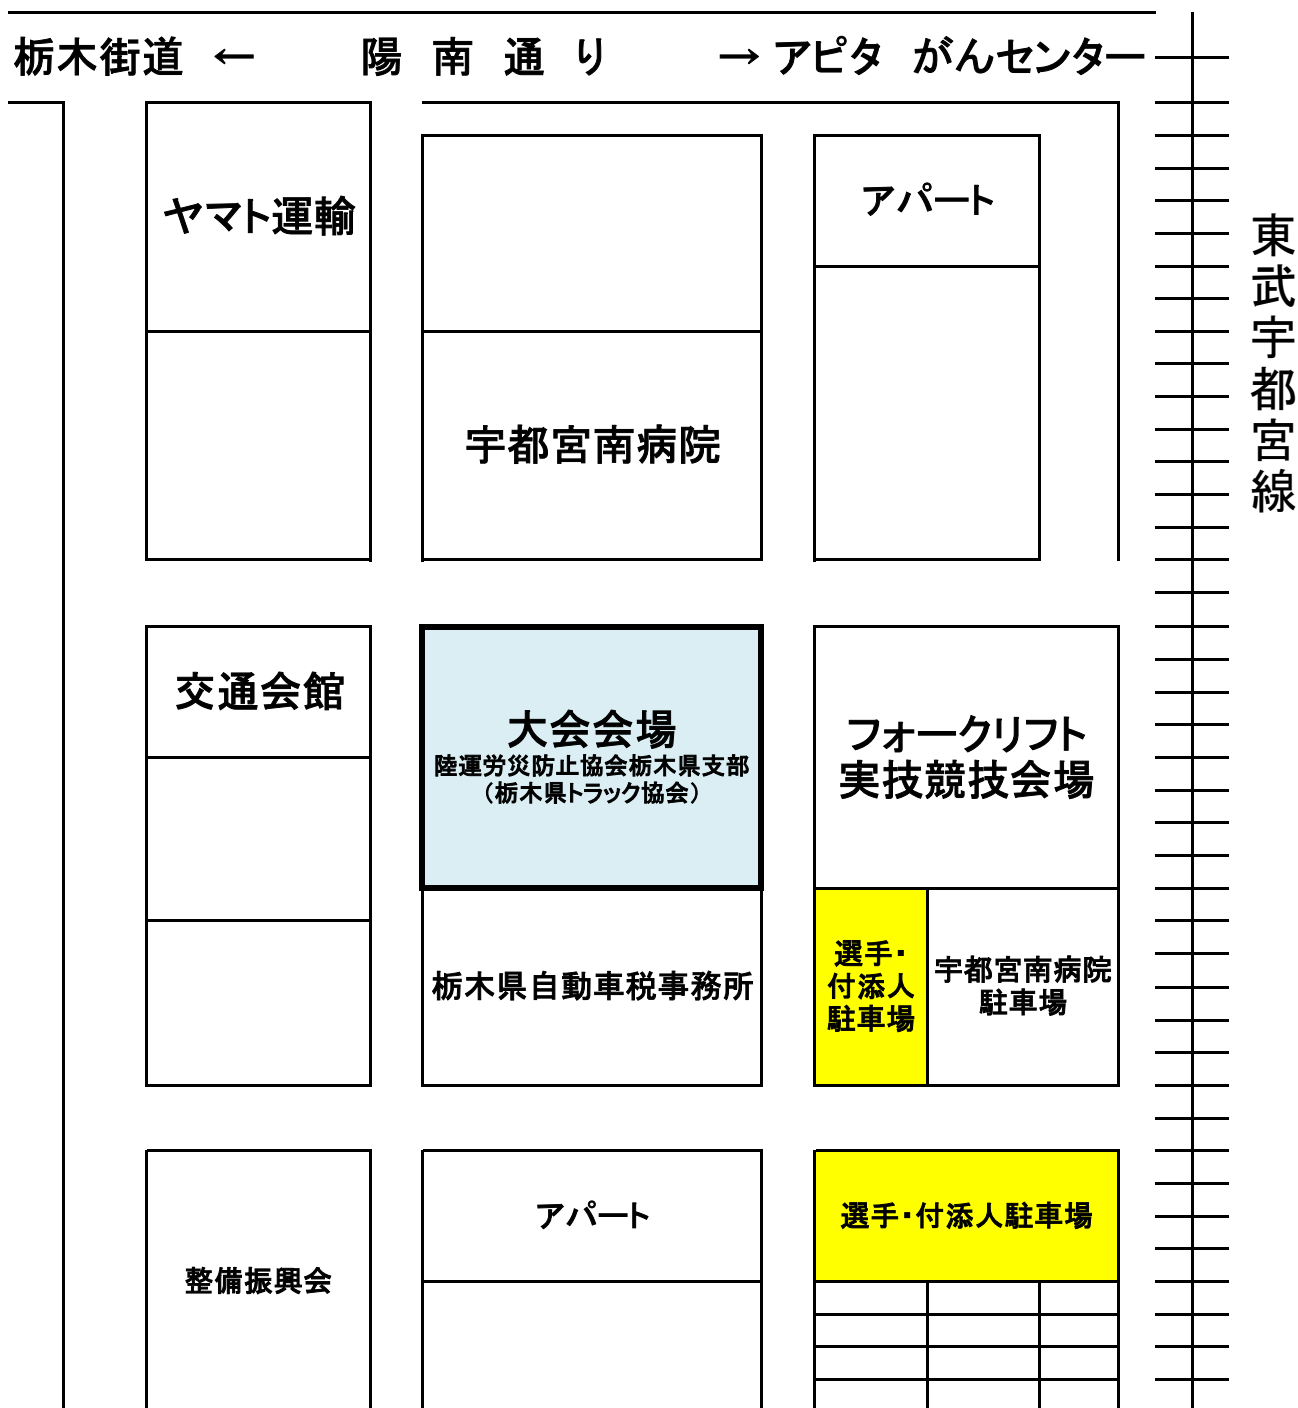 栃木街道 ← 陽南通り → アピタ がんセンター
ヤマト運輸
アパート
東武宇都宮線
宇都宮南病院
交通会館
大会会場
陸運労災防止協会栃木県支部
（栃木県トラック協会）
フォークリフト
実技競技会場
栃木県自動車税事務所
選手・
付添人
駐車場
宇都宮南病院
駐車場
整備振興会
アパート
選手・付添人駐車場